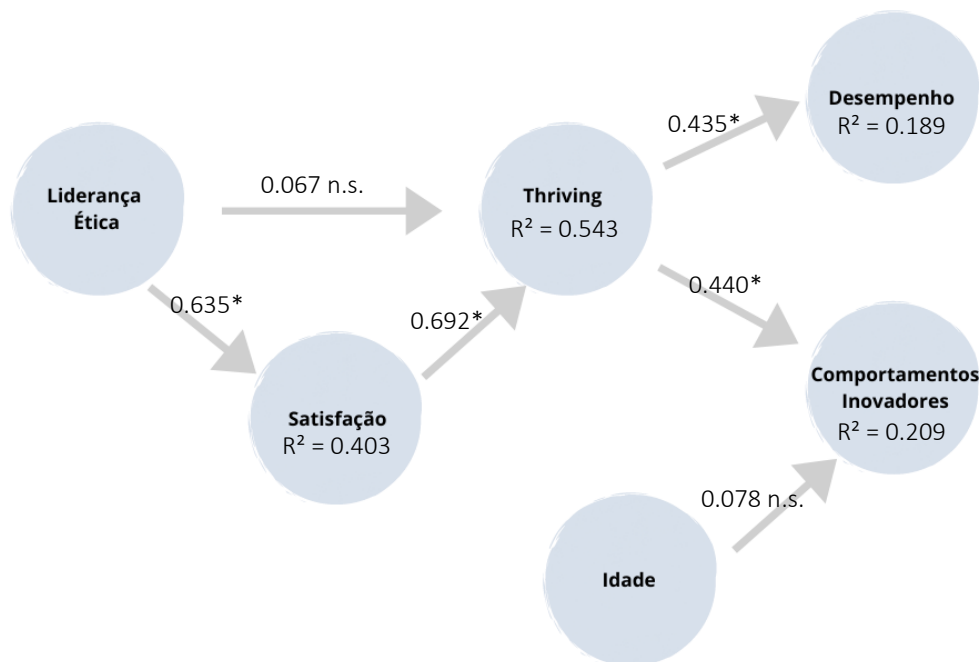 Desempenho
R² = 0.189
0.435*
Liderança
Ética
0.067 n.s.
Thriving
R² = 0.543
0.635*
0.692*
0.440*
Satisfação
R² = 0.403
Comportamentos
Inovadores
R² = 0.209
0.078 n.s.
Idade